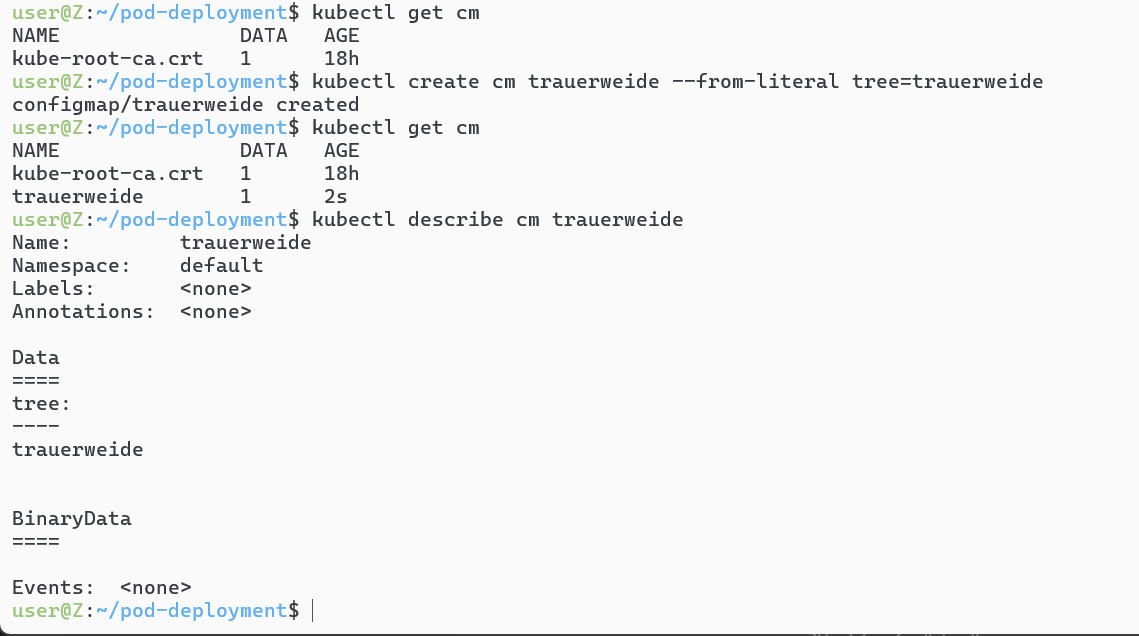 user@Z:~/pod-deployment$ kubectl get cm
NAME               DATA   AGE
kube-root-ca.crt   1      18h
user@Z:~/pod-deployment$ kubectl create cm trauerweide --from-literal tree=trauerweide
configmap/trauerweide created
user@Z:~/pod-deployment$ kubectl get cm
NAME               DATA   AGE
kube-root-ca.crt   1      18h
trauerweide        1      2s
user@Z:~/pod-deployment$ kubectl describe cm trauerweide
Name:         trauerweide
Namespace:    default
Labels:       <none>
Annotations:  <none>

Data
====
tree:
----
trauerweide


BinaryData
====

Events:  <none>
user@Z:~/pod-deployment$